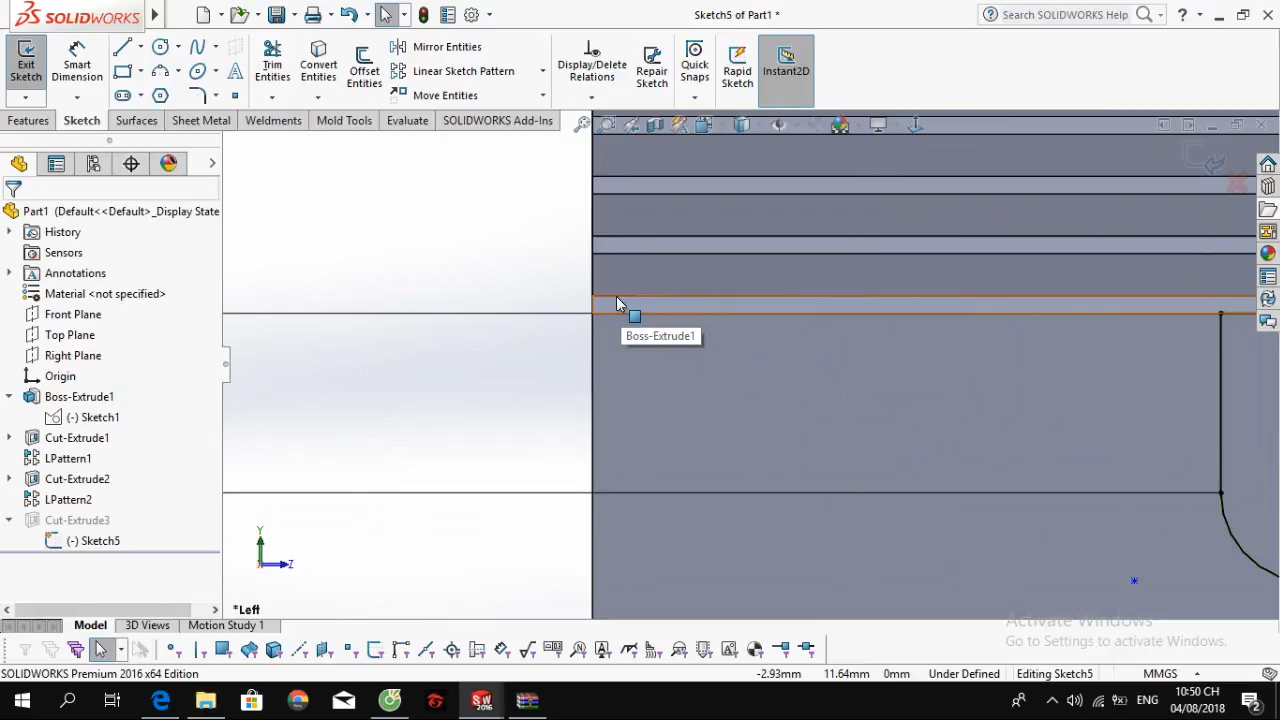 SOLIDWORKS
Sketch5 of Part1 *
Search SOLIDWORKS Help
Exit Sketch
Smart Dimension
Trim Entities
Convert Entities
Offset Entities
Mirror Entities
Linear Sketch Pattern
Move Entities
Display/Delete Relations
Repair Sketch
Quick Snaps
Rapid Sketch
Instant2D
Features Sketch Surfaces Sheet Metal Weldments Mold Tools Evaluate SOLIDWORKS Add-Ins
Part1 (Default<<Default>_Display State
History
Sensors
Annotations
Material <not specified>
Front Plane
Top Plane
Right Plane
Origin
Boss-Extrude1
(-) Sketch1
Cut-Extrude1
LPattern1
Cut-Extrude2
LPattern2
Cut-Extrude3
(-) Sketch5
Boss-Extrude1
Y
Z
*Left
Activate Windows
Go to Settings to activate Windows.
Model 3D Views Motion Study 1
SOLIDWORKS Premium 2016 x64 Edition -2.93mm 11.64mm 0mm Under Defined Editing Sketch5 MMGS
SW 2016
ENG
10:50 CH
04/08/2018
2